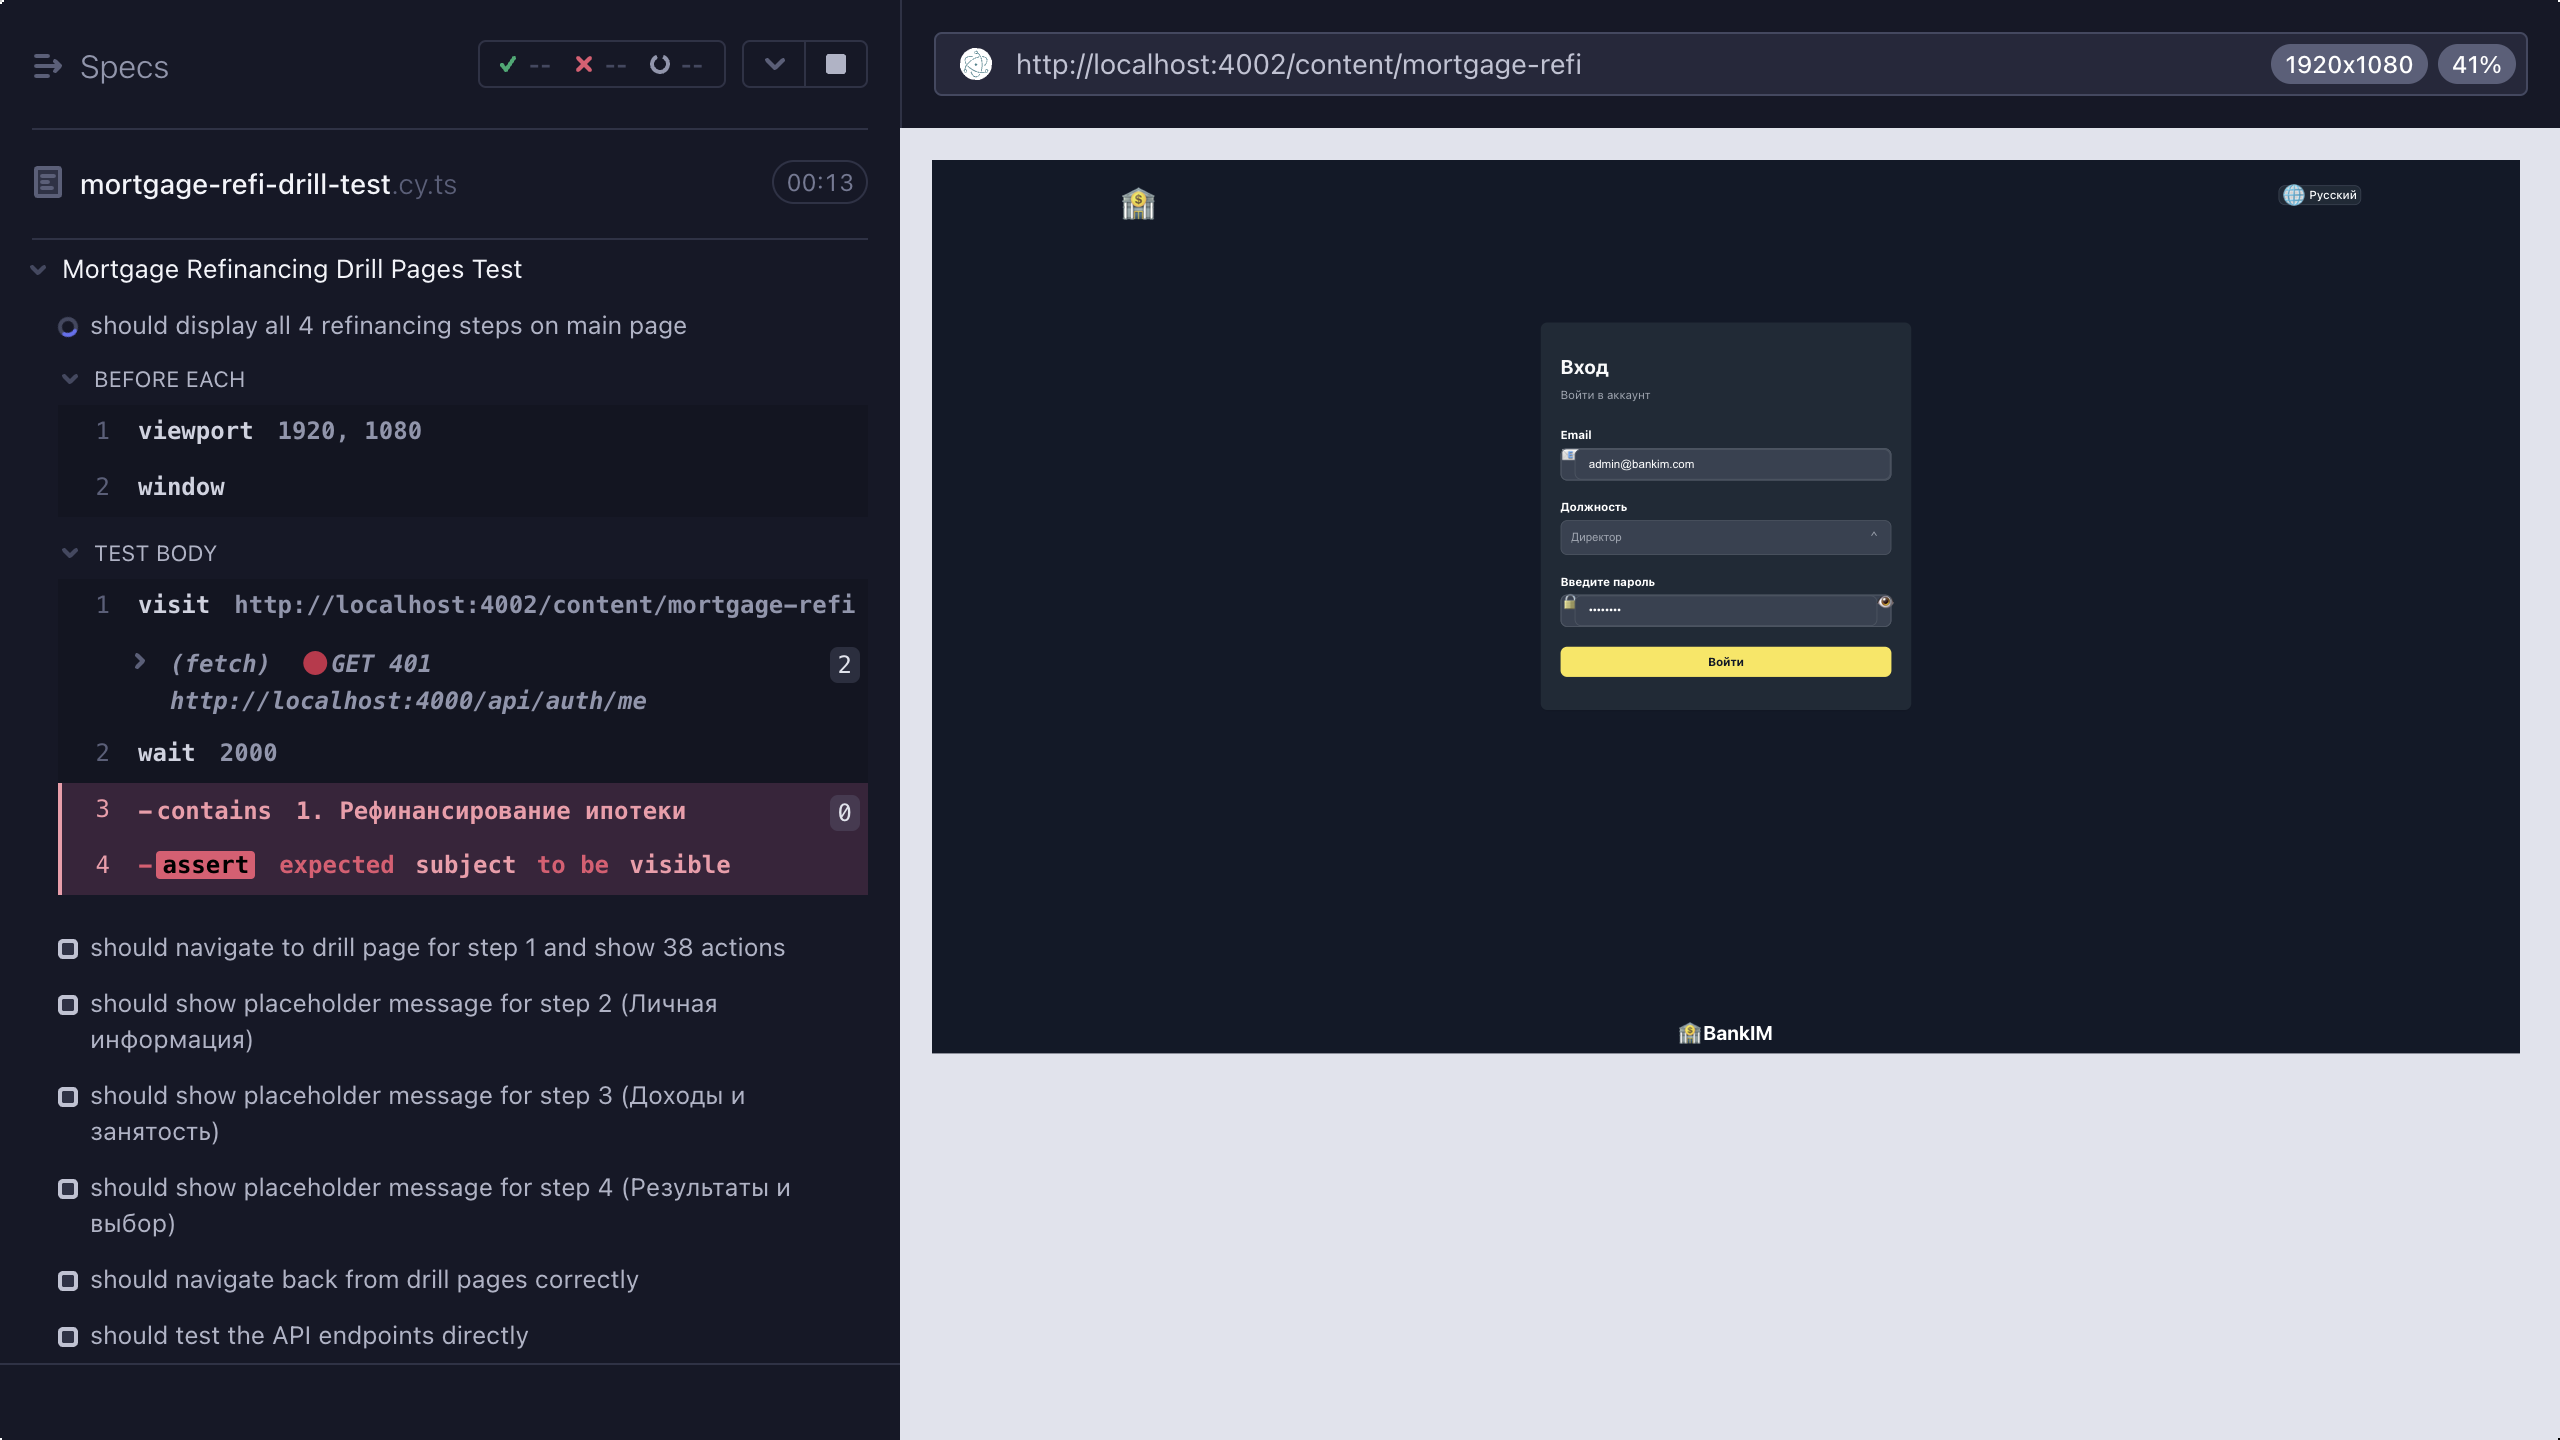 Specs
-- -- --
mortgage-refi-drill-test.cy.ts
00:13
Mortgage Refinancing Drill Pages Test
should display all 4 refinancing steps on main page
BEFORE EACH
1 viewport 1920, 1080
2 window
TEST BODY
1 visit http://localhost:4002/content/mortgage-refi
(fetch) GET 401 2
http://localhost:4000/api/auth/me
2 wait 2000
3 -contains 1. Рефинансирование ипотеки 0
4 -assert expected subject to be visible
should navigate to drill page for step 1 and show 38 actions
should show placeholder message for step 2 (Личная
информация)
should show placeholder message for step 3 (Доходы и
занятость)
should show placeholder message for step 4 (Результаты и
выбор)
should navigate back from drill pages correctly
should test the API endpoints directly
http://localhost:4002/content/mortgage-refi
1920x1080 41%
Русский
Вход
Войти в аккаунт
Email
admin@bankim.com
Должность
Директор
Введите пароль
••••••••
Войти
BankIM